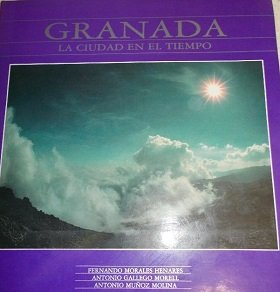 GRANADA
LA CIUDAD EN EL TIEMPO
FERNANDO MORALES HENARES
ANTONIO GALLEGO MORELL
ANTONIO MUÑOZ MOLINA